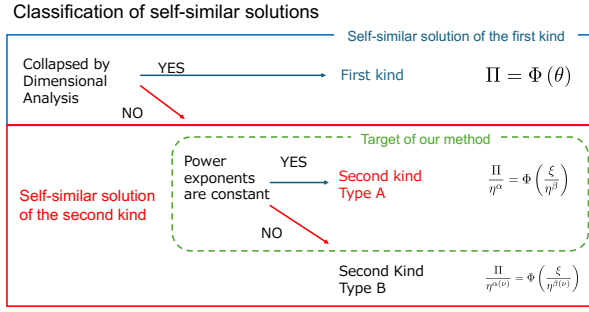 Classification of self-similar solutions
Self-similar solution of the first kind
Collapsed by
Dimensional
Analysis
YES
First kind
Π = Φ (θ)
NO
Target of our method
Power
exponents
are constant
YES
Second kind
Type A
Π/η^α = Φ (ξ/η^β)
Self-similar solution
of the second kind
NO
Second Kind
Type B
Π/η^α(ν) = Φ (ξ/η^β(ν))